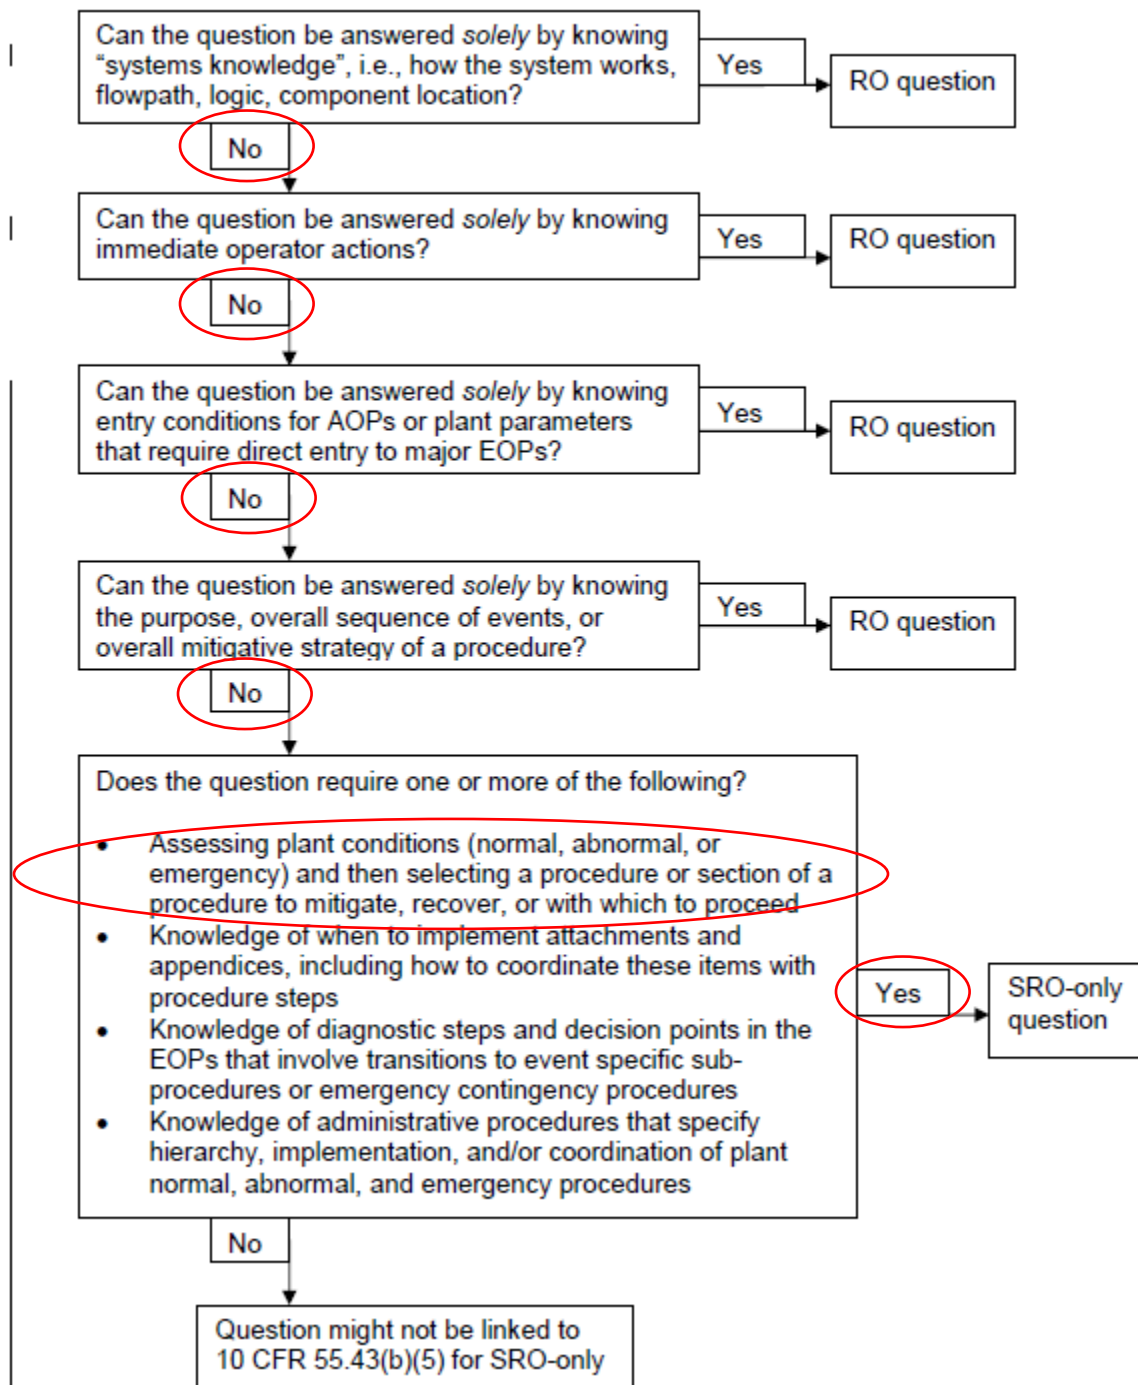 Can the question be answered solely by knowing
“systems knowledge”, i.e., how the system works,
flowpath, logic, component location?
Yes
RO question
No
Can the question be answered solely by knowing
immediate operator actions?
Yes
RO question
No
Can the question be answered solely by knowing
entry conditions for AOPs or plant parameters
that require direct entry to major EOPs?
Yes
RO question
No
Can the question be answered solely by knowing
the purpose, overall sequence of events, or
overall mitigative strategy of a procedure?
Yes
RO question
No
Does the question require one or more of the following?
• Assessing plant conditions (normal, abnormal, or
emergency) and then selecting a procedure or section of a
procedure to mitigate, recover, or with which to proceed
• Knowledge of when to implement attachments and
appendices, including how to coordinate these items with
procedure steps
• Knowledge of diagnostic steps and decision points in the
EOPs that involve transitions to event specific sub-
procedures or emergency contingency procedures
• Knowledge of administrative procedures that specify
hierarchy, implementation, and/or coordination of plant
normal, abnormal, and emergency procedures
Yes
SRO-only
question
No
Question might not be linked to
10 CFR 55.43(b)(5) for SRO-only